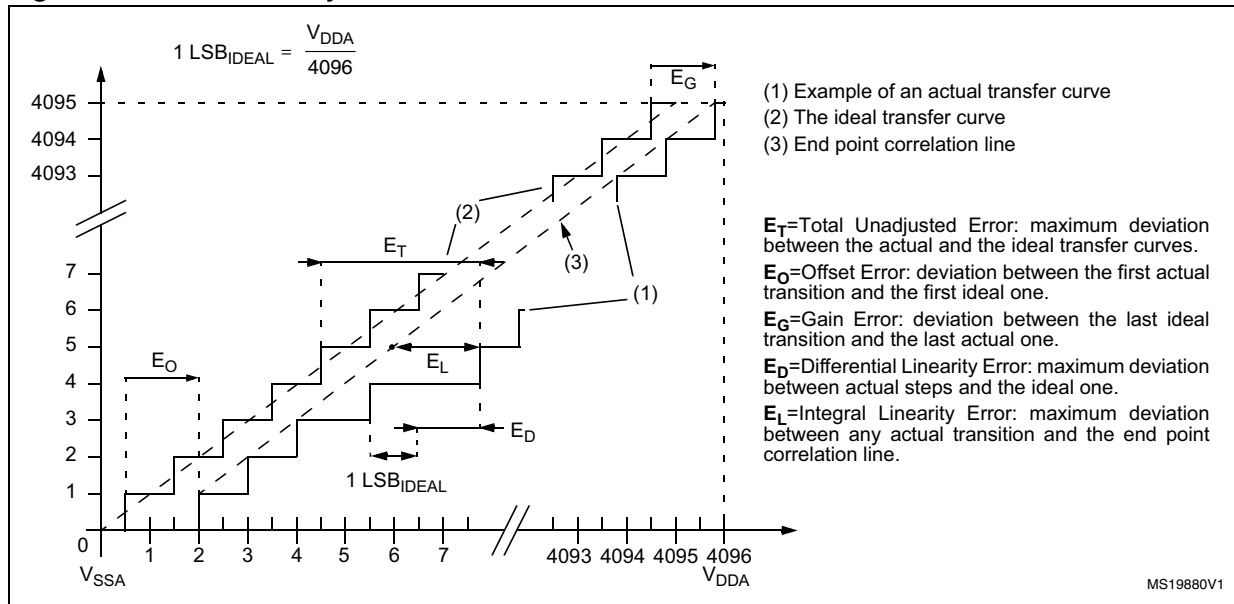 1 LSB_IDEAL = V_DDA / 4096
E_G
4095
4094
4093
(1) Example of an actual transfer curve
(2) The ideal transfer curve
(3) End point correlation line
(2)
E_T
(3)
(1)
7
6
5
4
3
2
1
0
E_O
E_L
E_D
1 LSB_IDEAL
E_T=Total Unadjusted Error: maximum deviation
between the actual and the ideal transfer curves.
E_O=Offset Error: deviation between the first actual
transition and the first ideal one.
E_G=Gain Error: deviation between the last ideal
transition and the last actual one.
E_D=Differential Linearity Error: maximum deviation
between actual steps and the ideal one.
E_L=Integral Linearity Error: maximum deviation
between any actual transition and the end point
correlation line.
1 2 3 4 5 6 7 4093 4094 4095 4096
V_SSA V_DDA
MS19880V1